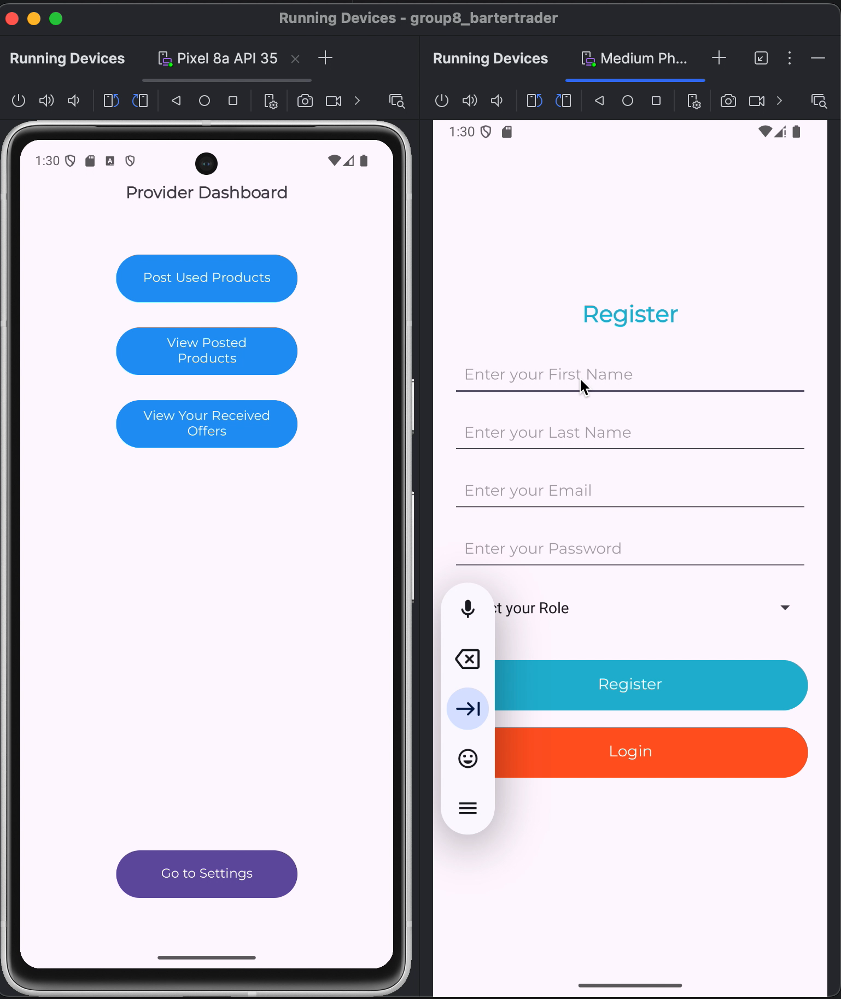 Running Devices - group8_bartertrader
Running Devices
Pixel 8a API 35
1:30
Provider Dashboard
Post Used Products
View Posted
Products
View Your Received
Offers
Go to Settings
Running Devices
Medium Ph...
1:30
Register
Enter your First Name
Enter your Last Name
Enter your Email
Enter your Password
ct your Role
Register
Login